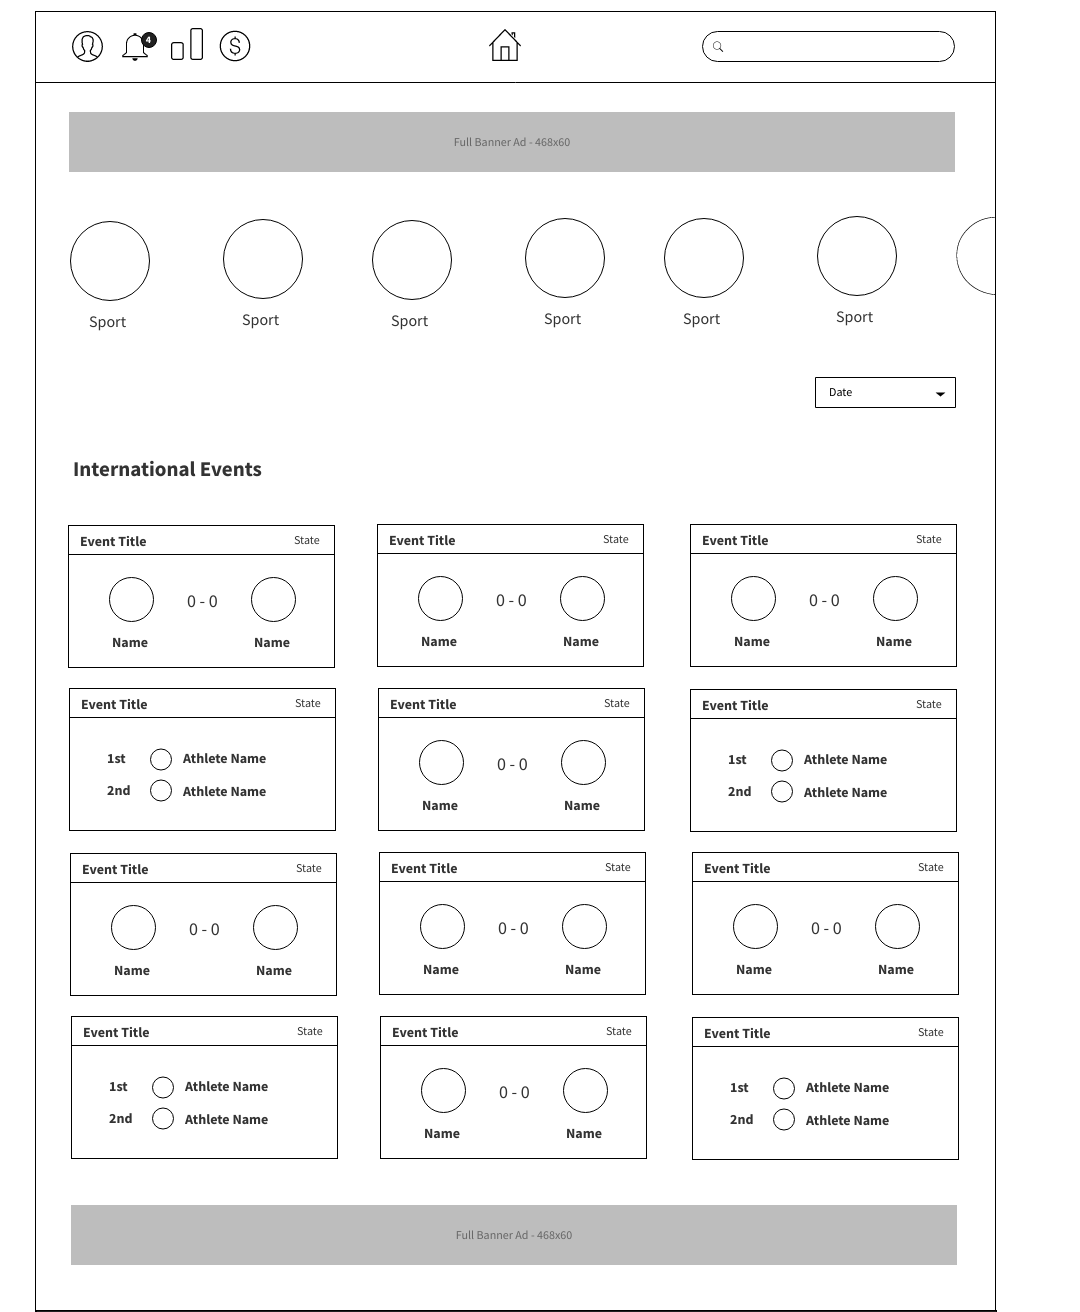 4
Full Banner Ad - 468x60
Sport Sport Sport Sport Sport Sport
Date
International Events
Event Title State Event Title State Event Title State
0 - 0 0 - 0 0 - 0
Name Name Name Name Name Name
Event Title State Event Title State Event Title State
1st Athlete Name 0 - 0 1st Athlete Name
2nd Athlete Name Name Name 2nd Athlete Name
Event Title State Event Title State Event Title State
0 - 0 0 - 0 0 - 0
Name Name Name Name Name Name
Event Title State Event Title State Event Title State
1st Athlete Name 0 - 0 1st Athlete Name
2nd Athlete Name Name Name 2nd Athlete Name
Full Banner Ad - 468x60